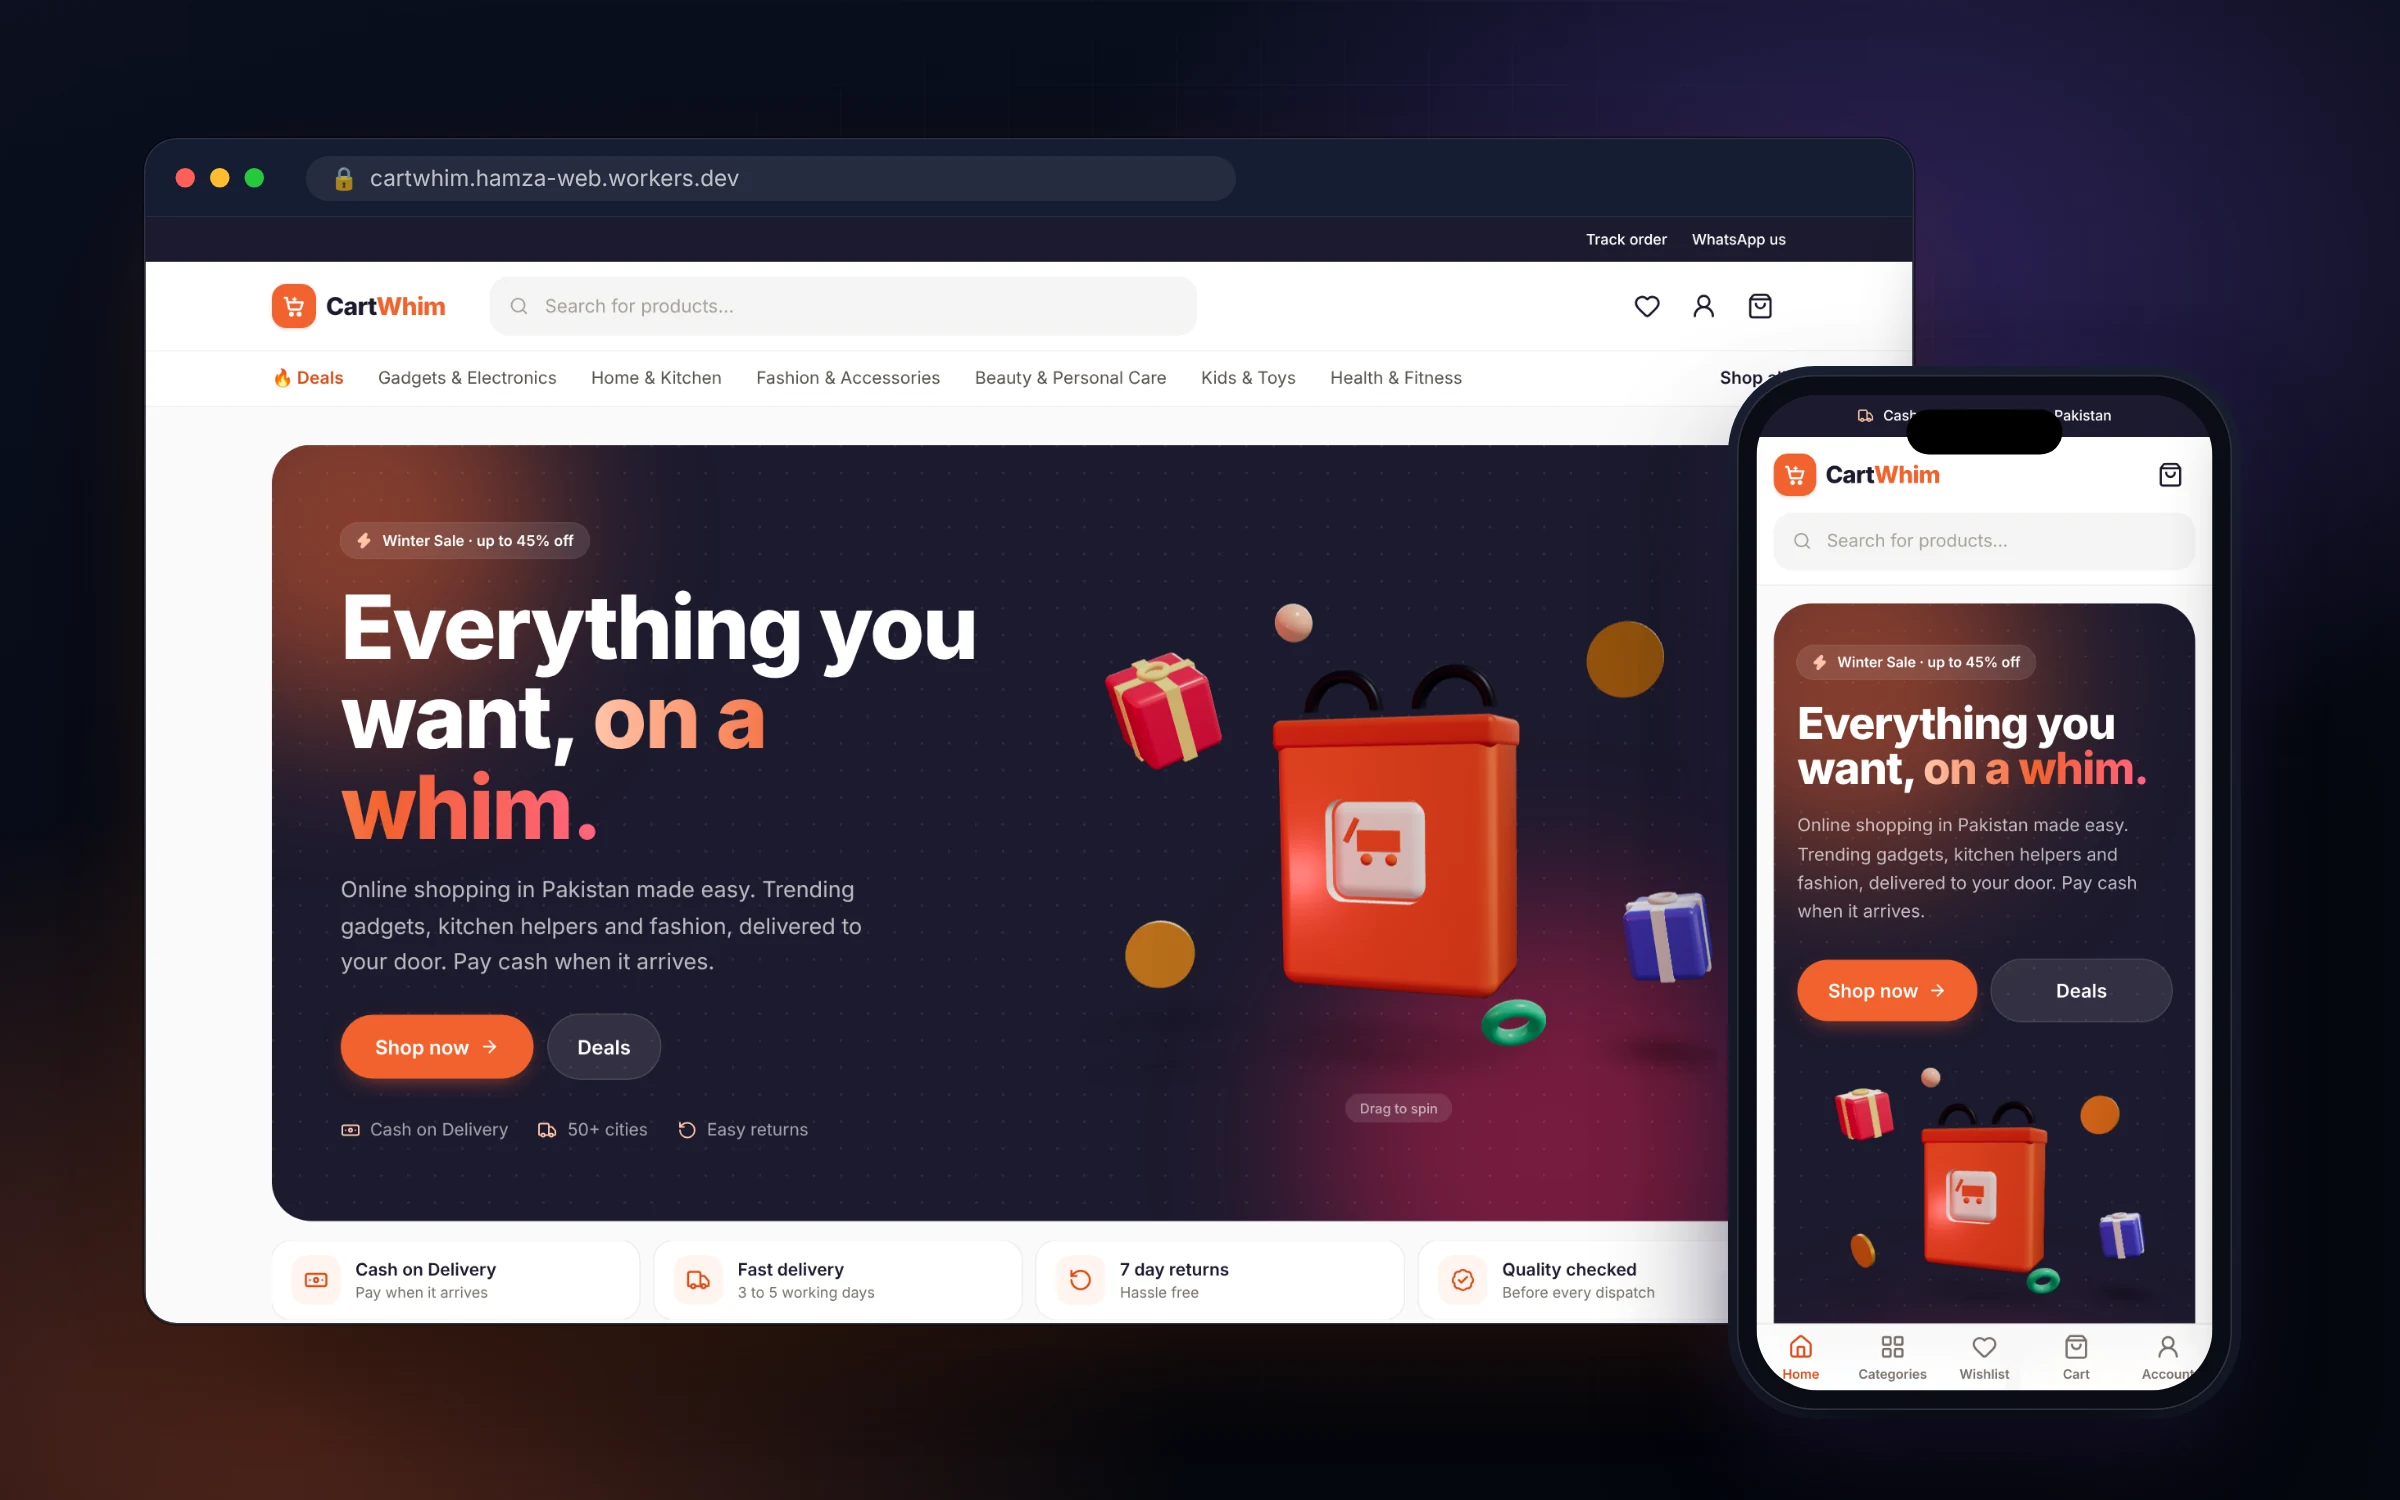 cartwhim.hamza-web.workers.dev
Track order WhatsApp us
CartWhim Search for products...
Deals Gadgets & Electronics Home & Kitchen Fashion & Accessories Beauty & Personal Care Kids & Toys Health & Fitness Shop
Winter Sale · up to 45% off
Everything you
want, on a
whim.
Online shopping in Pakistan made easy. Trending
gadgets, kitchen helpers and fashion, delivered to
your door. Pay cash when it arrives.
Shop now → Deals
Cash on Delivery 50+ cities Easy returns
Drag to spin
Cash on Delivery
Pay when it arrives
Fast delivery
3 to 5 working days
7 day returns
Hassle free
Quality checked
Before every dispatch
Cash Pakistan
CartWhim
Search for products...
Winter Sale · up to 45% off
Everything you
want, on a whim.
Online shopping in Pakistan made easy.
Trending gadgets, kitchen helpers and
fashion, delivered to your door. Pay cash
when it arrives.
Shop now → Deals
Home Categories Wishlist Cart Account